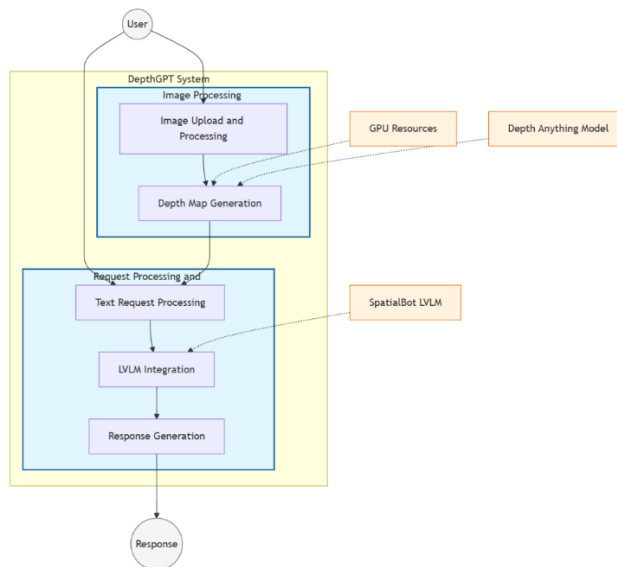 User
DepthGPT System
Image Processing
Image Upload and
Processing
GPU Resources
Depth Anything Model
Depth Map Generation
Request Processing and
Text Request Processing
SpatialBot LVLM
LVLM Integration
Response Generation
Response